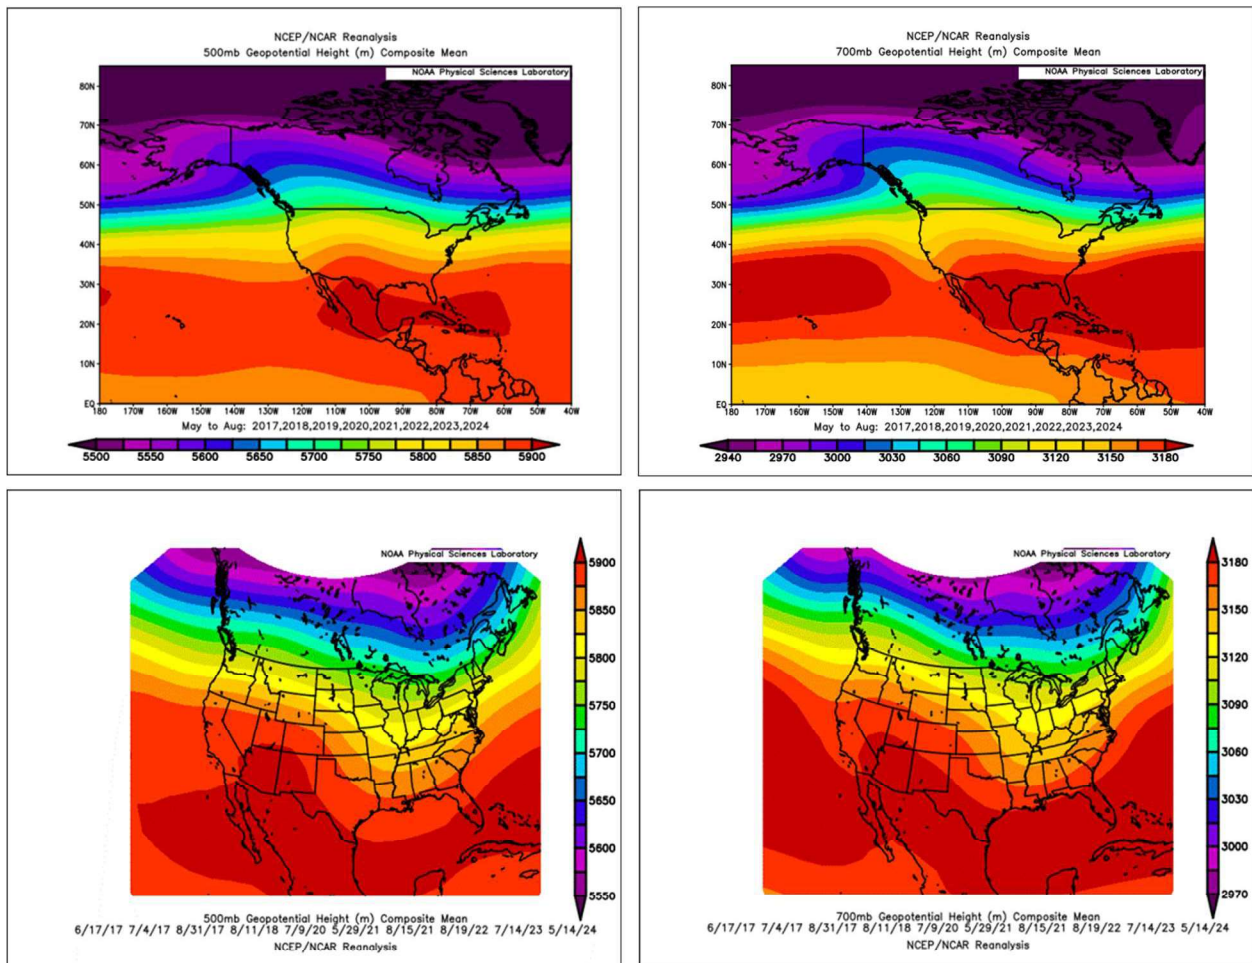 NCEP/NCAR Reanalysis
500mb Geopotential Height (m) Composite Mean
NOAA Physical Sciences Laboratory
80N
70N
60N
50N
40N
30N
20N
10N
EQ
180 170W 160W 150W 140W 130W 120W 110W 100W 90W 80W 70W 60W 50W 40W
May to Aug: 2017,2018,2019,2020,2021,2022,2023,2024
5500 5550 5600 5650 5700 5750 5800 5850 5900
NCEP/NCAR Reanalysis
700mb Geopotential Height (m) Composite Mean
NOAA Physical Sciences Laboratory
80N
70N
60N
50N
40N
30N
20N
10N
EQ
180 170W 160W 150W 140W 130W 120W 110W 100W 90W 80W 70W 60W 50W 40W
May to Aug: 2017,2018,2019,2020,2021,2022,2023,2024
2940 2970 3000 3030 3060 3090 3120 3150 3180
NOAA Physical Sciences Laboratory
5900
5850
5800
5750
5700
5650
5600
5550
500mb Geopotential Height (m) Composite Mean
6/17/17 7/4/17 8/31/17 8/11/18 7/9/20 5/29/21 8/15/21 8/19/22 7/14/23 5/14/24
NCEP/NCAR Reanalysis
NOAA Physical Sciences Laboratory
3180
3150
3120
3090
3060
3030
3000
2970
700mb Geopotential Height (m) Composite Mean
6/17/17 7/4/17 8/31/17 8/11/18 7/9/20 5/29/21 8/15/21 8/19/22 7/14/23 5/14/24
NCEP/NCAR Reanalysis